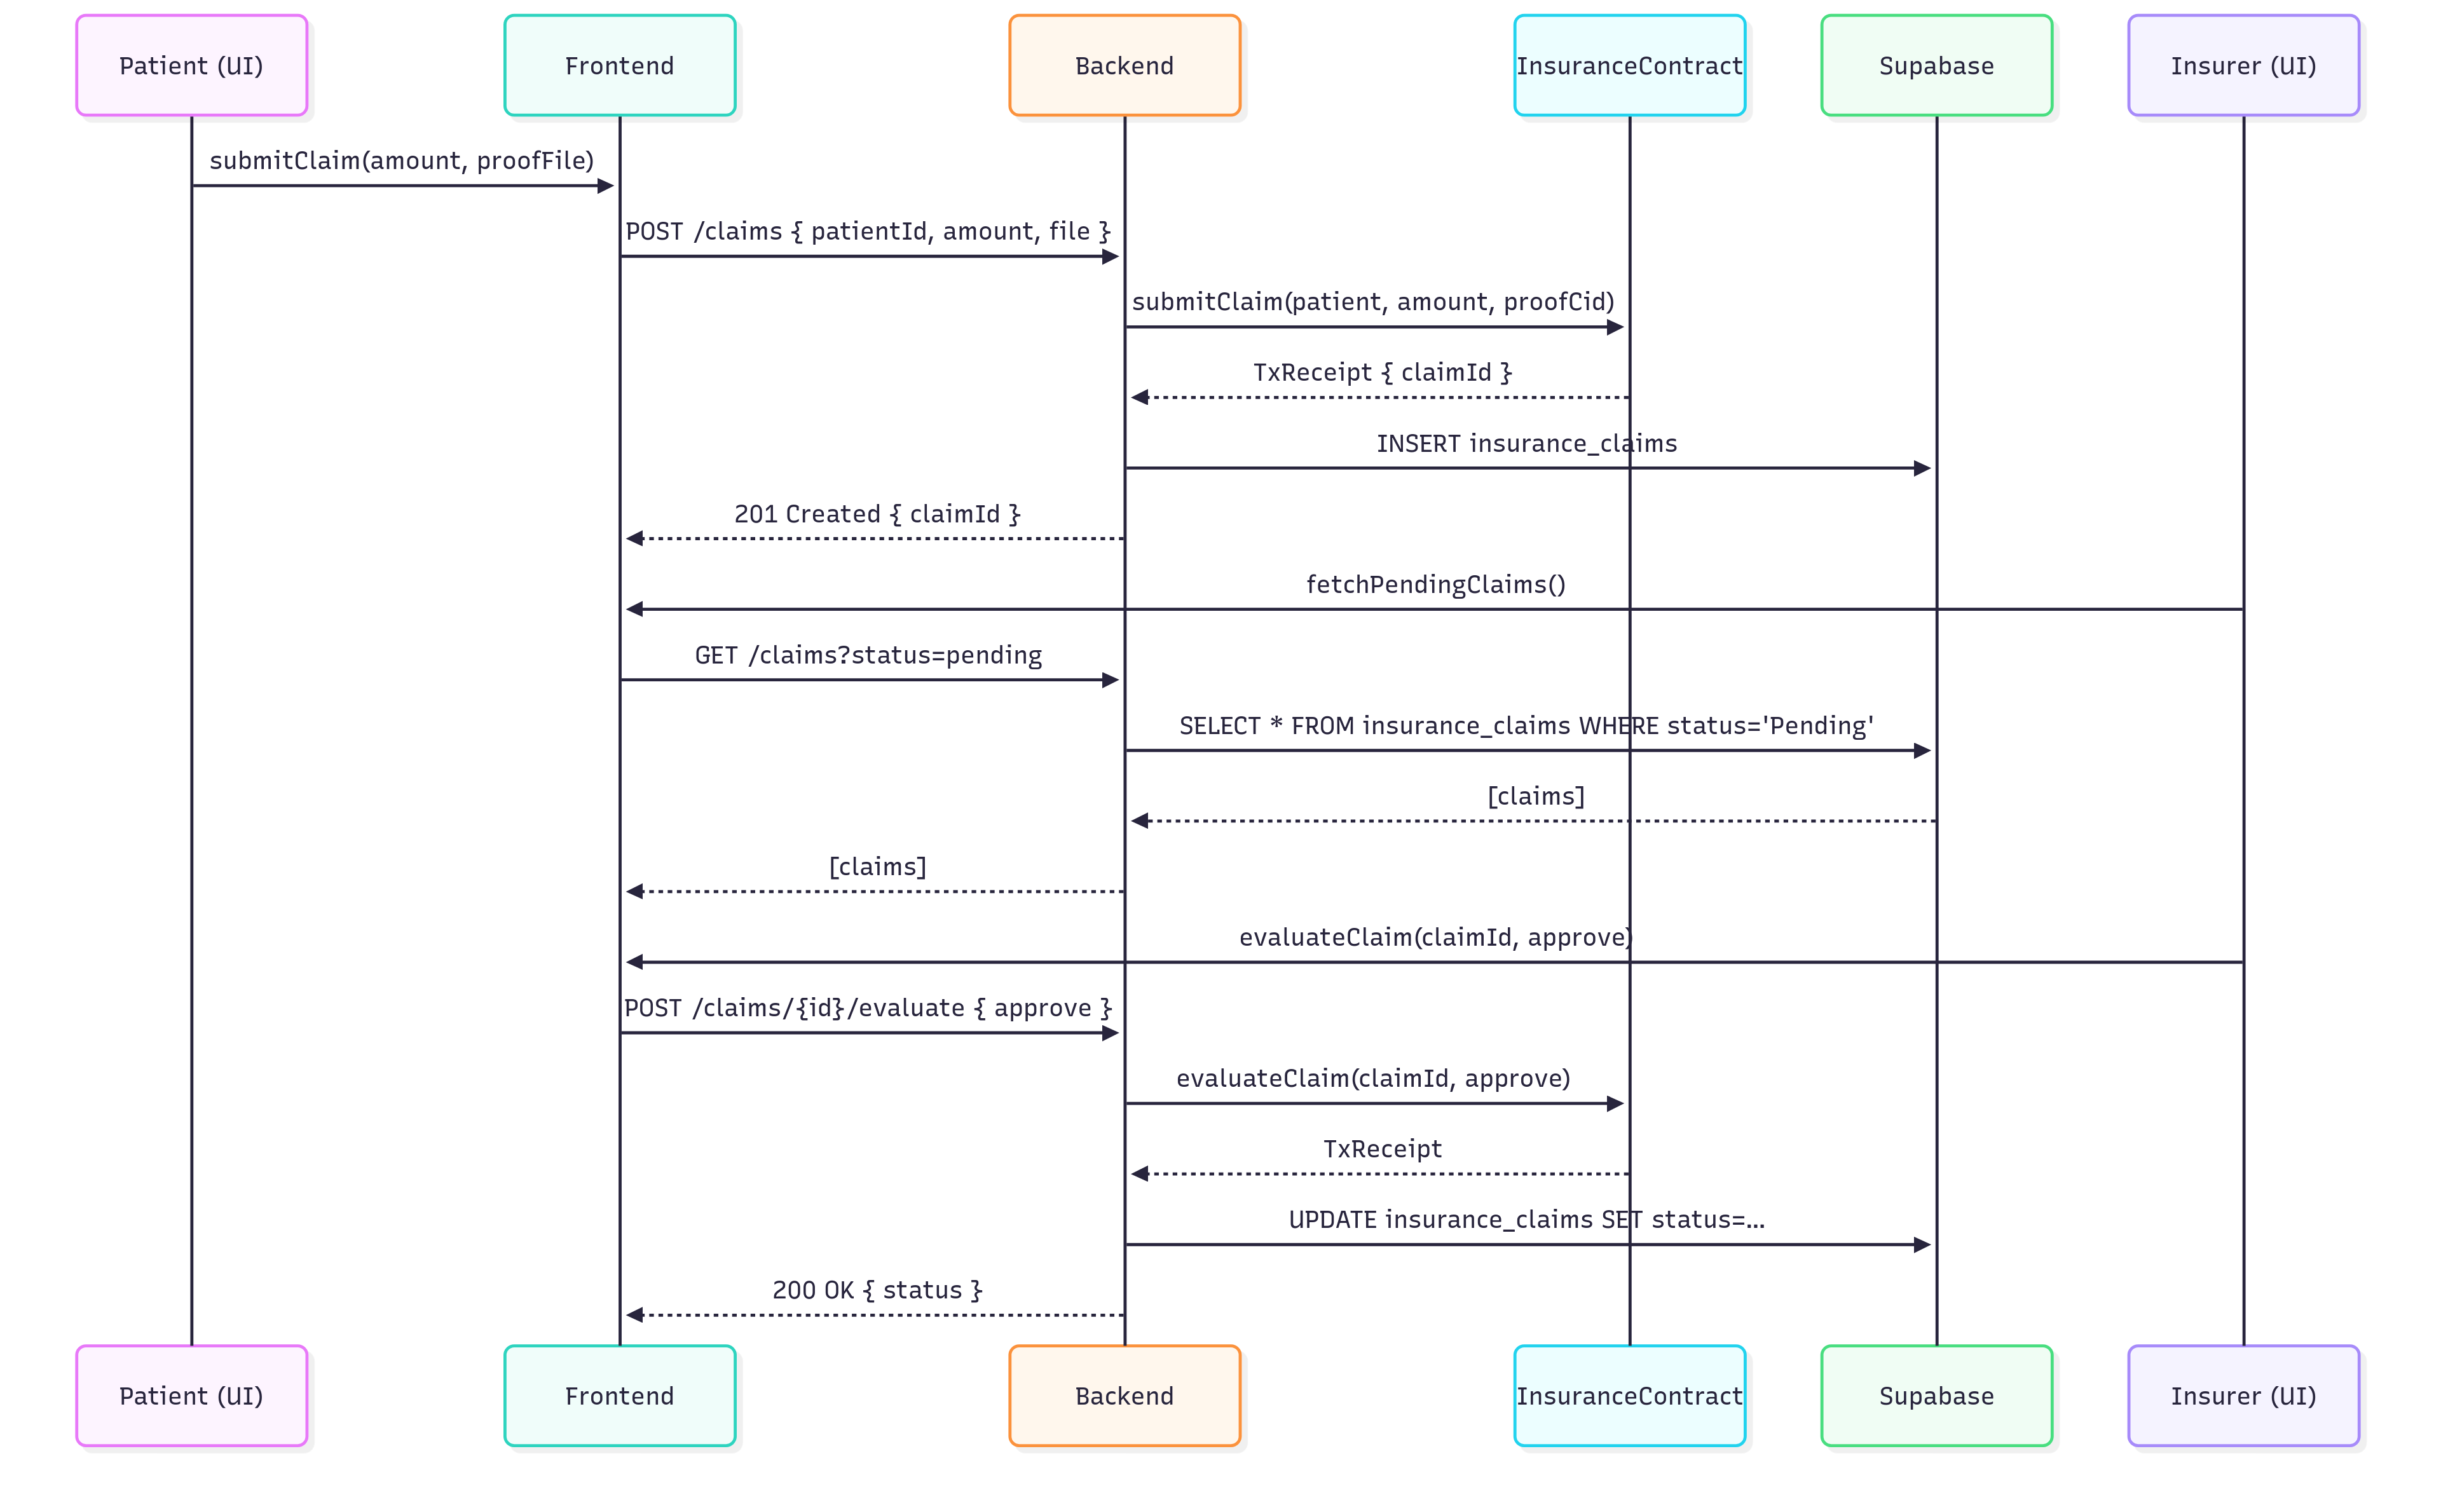 Patient (UI)
Frontend
Backend
InsuranceContract
Supabase
Insurer (UI)
submitClaim(amount, proofFile)
POST /claims { patientId, amount, file }
submitClaim(patient, amount, proofCid)
TxReceipt { claimId }
INSERT insurance_claims
201 Created { claimId }
fetchPendingClaims()
GET /claims?status=pending
SELECT * FROM insurance_claims WHERE status='Pending'
[claims]
[claims]
evaluateClaim(claimId, approve)
POST /claims/{id}/evaluate { approve }
evaluateClaim(claimId, approve)
TxReceipt
UPDATE insurance_claims SET status=...
200 OK { status }
Patient (UI)
Frontend
Backend
InsuranceContract
Supabase
Insurer (UI)